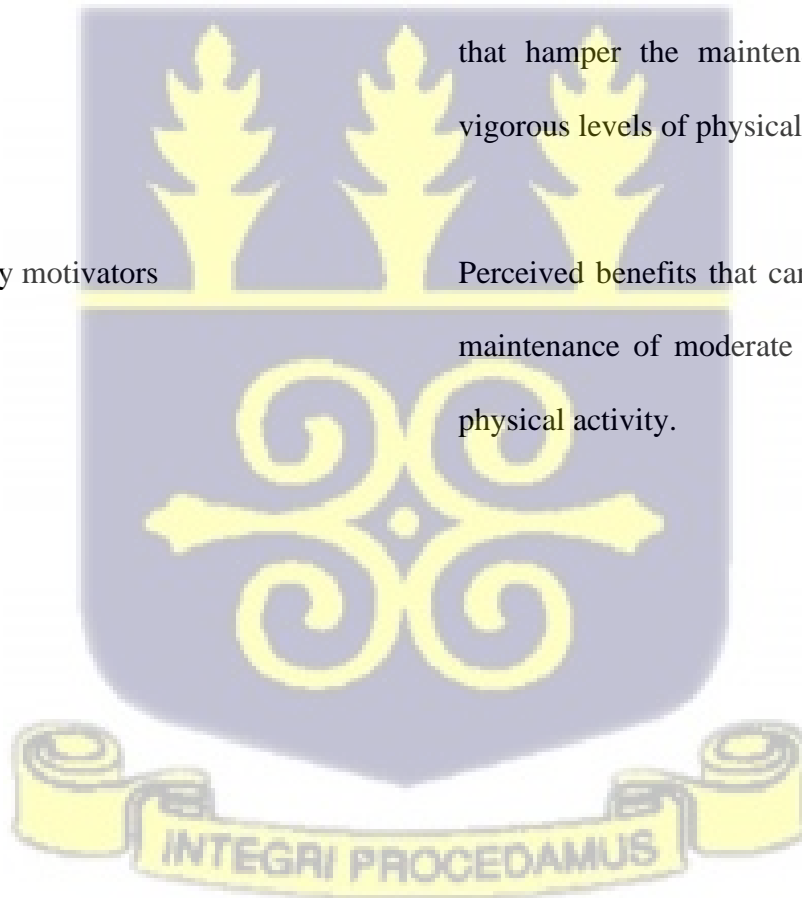 that hamper the mainten
vigorous levels of physical
y motivators
Perceived benefits that can
maintenance of moderate
physical activity.
INTEGRI PROCEDAMUS